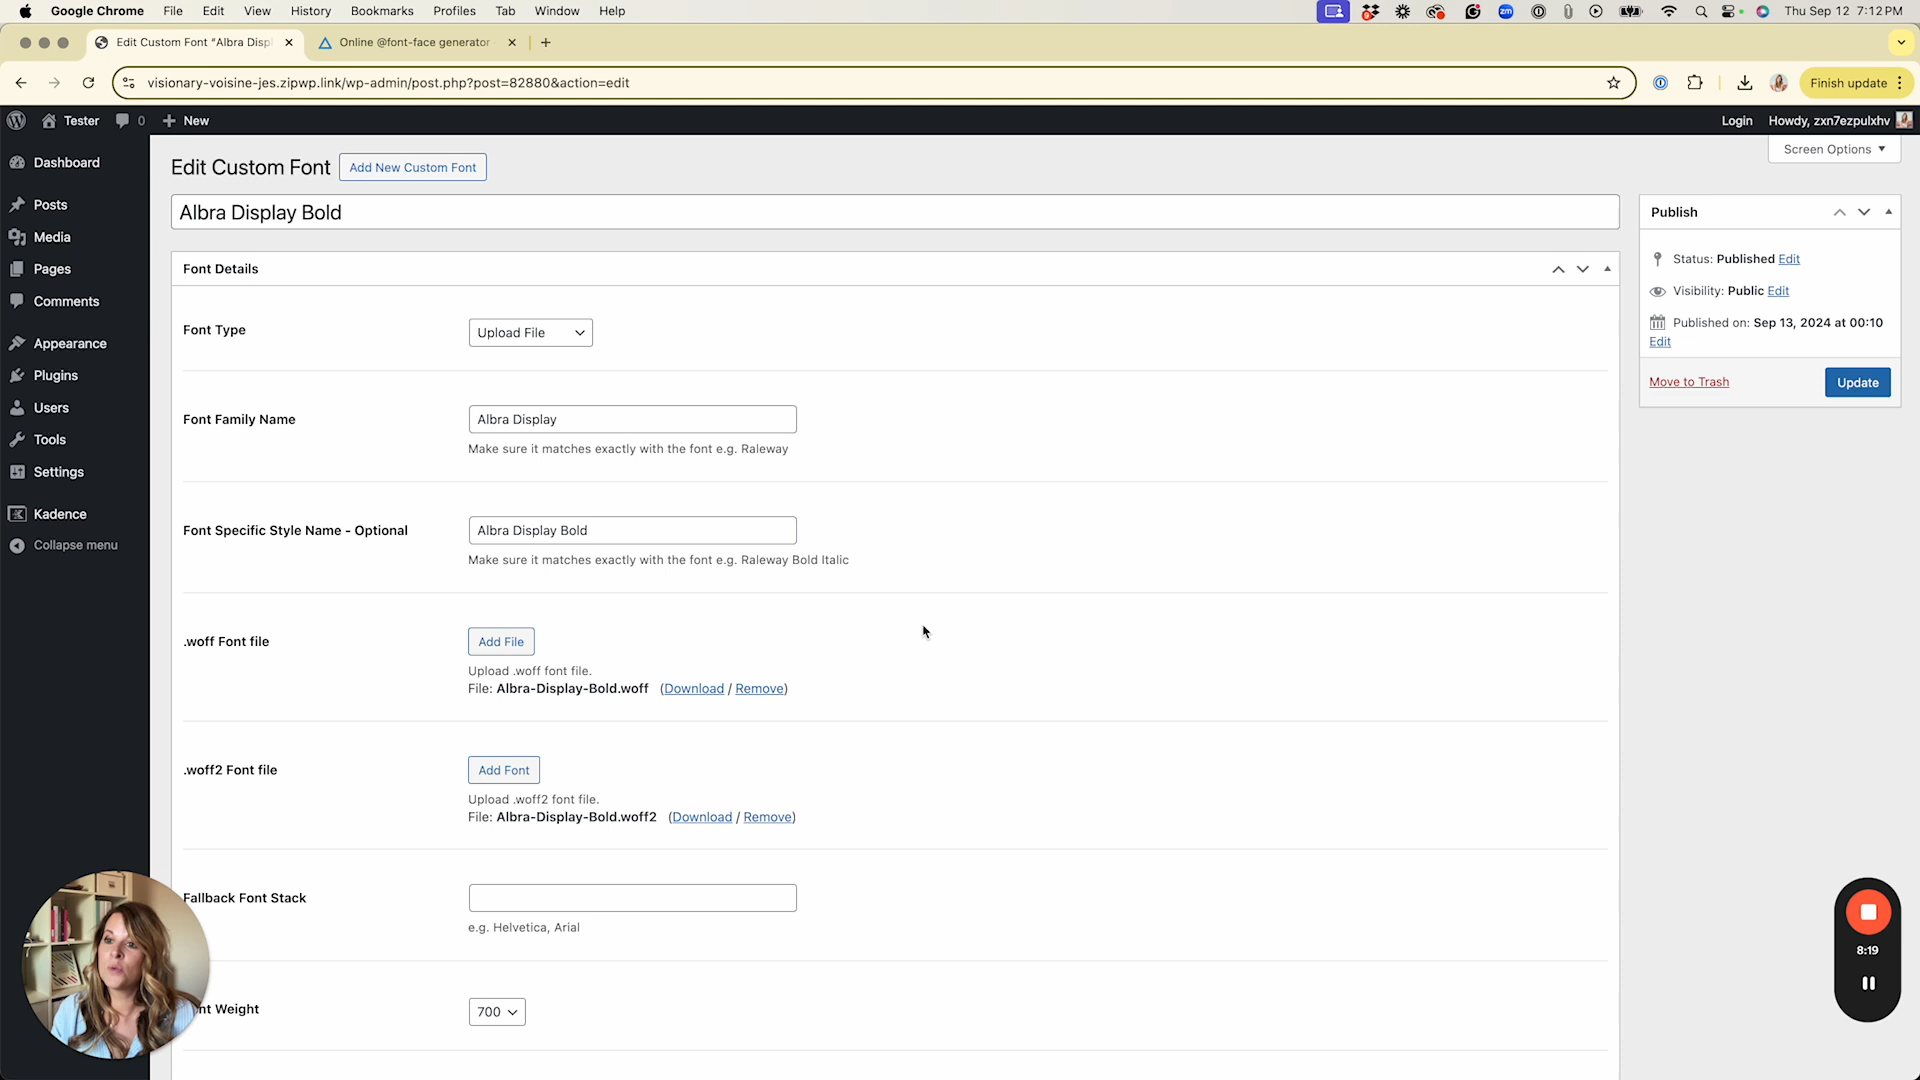 Google Chrome File Edit View History Bookmarks Profiles Tab Window Help
zm
Thu Sep 12 7:12 PM
Edit Custom Font "Albra Displ
Online @font-face generator
visionary-voisine-jes.zipwp.link/wp-admin/post.php?post=82880&action=edit
Finish update
Tester 0 New
Login Howdy, zxn7ezpulxhv
Screen Options
Dashboard
Posts
Media
Pages
Comments
Appearance
Plugins
Users
Tools
Settings
Kadence
Collapse menu
Edit Custom Font
Add New Custom Font
Albra Display Bold
Font Details
Font Type
Upload File
Font Family Name
Albra Display
Make sure it matches exactly with the font e.g. Raleway
Font Specific Style Name - Optional
Albra Display Bold
Make sure it matches exactly with the font e.g. Raleway Bold Italic
.woff Font file
Add File
Upload .woff font file.
File: Albra-Display-Bold.woff (Download / Remove)
.woff2 Font file
Add Font
Upload .woff2 font file.
File: Albra-Display-Bold.woff2 (Download / Remove)
Fallback Font Stack
e.g. Helvetica, Arial
nt Weight
700
Publish
Status: Published Edit
Visibility: Public Edit
Published on: Sep 13, 2024 at 00:10
Edit
Move to Trash
Update
8:19